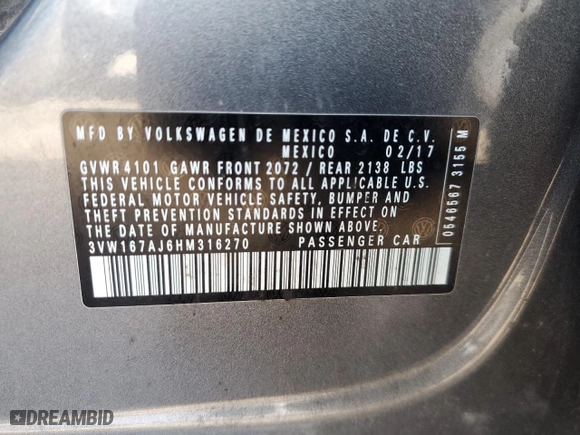 MFD BY VOLKSWAGEN DE MEXICO S.A. DE C.V.
MEXICO 02/17
GVWR 4101 GAWR FRONT 2072 / REAR 2138 LBS
THIS VEHICLE CONFORMS TO ALL APPLICABLE U.S.
FEDERAL MOTOR VEHICLE SAFETY, BUMPER AND
THEFT PREVENTION STANDARDS IN EFFECT ON
THE DATE OF MANUFACTURE SHOWN ABOVE.
3VW167AJ6HM316270 PASSENGER CAR
0546567 3155 M
DREAMBID